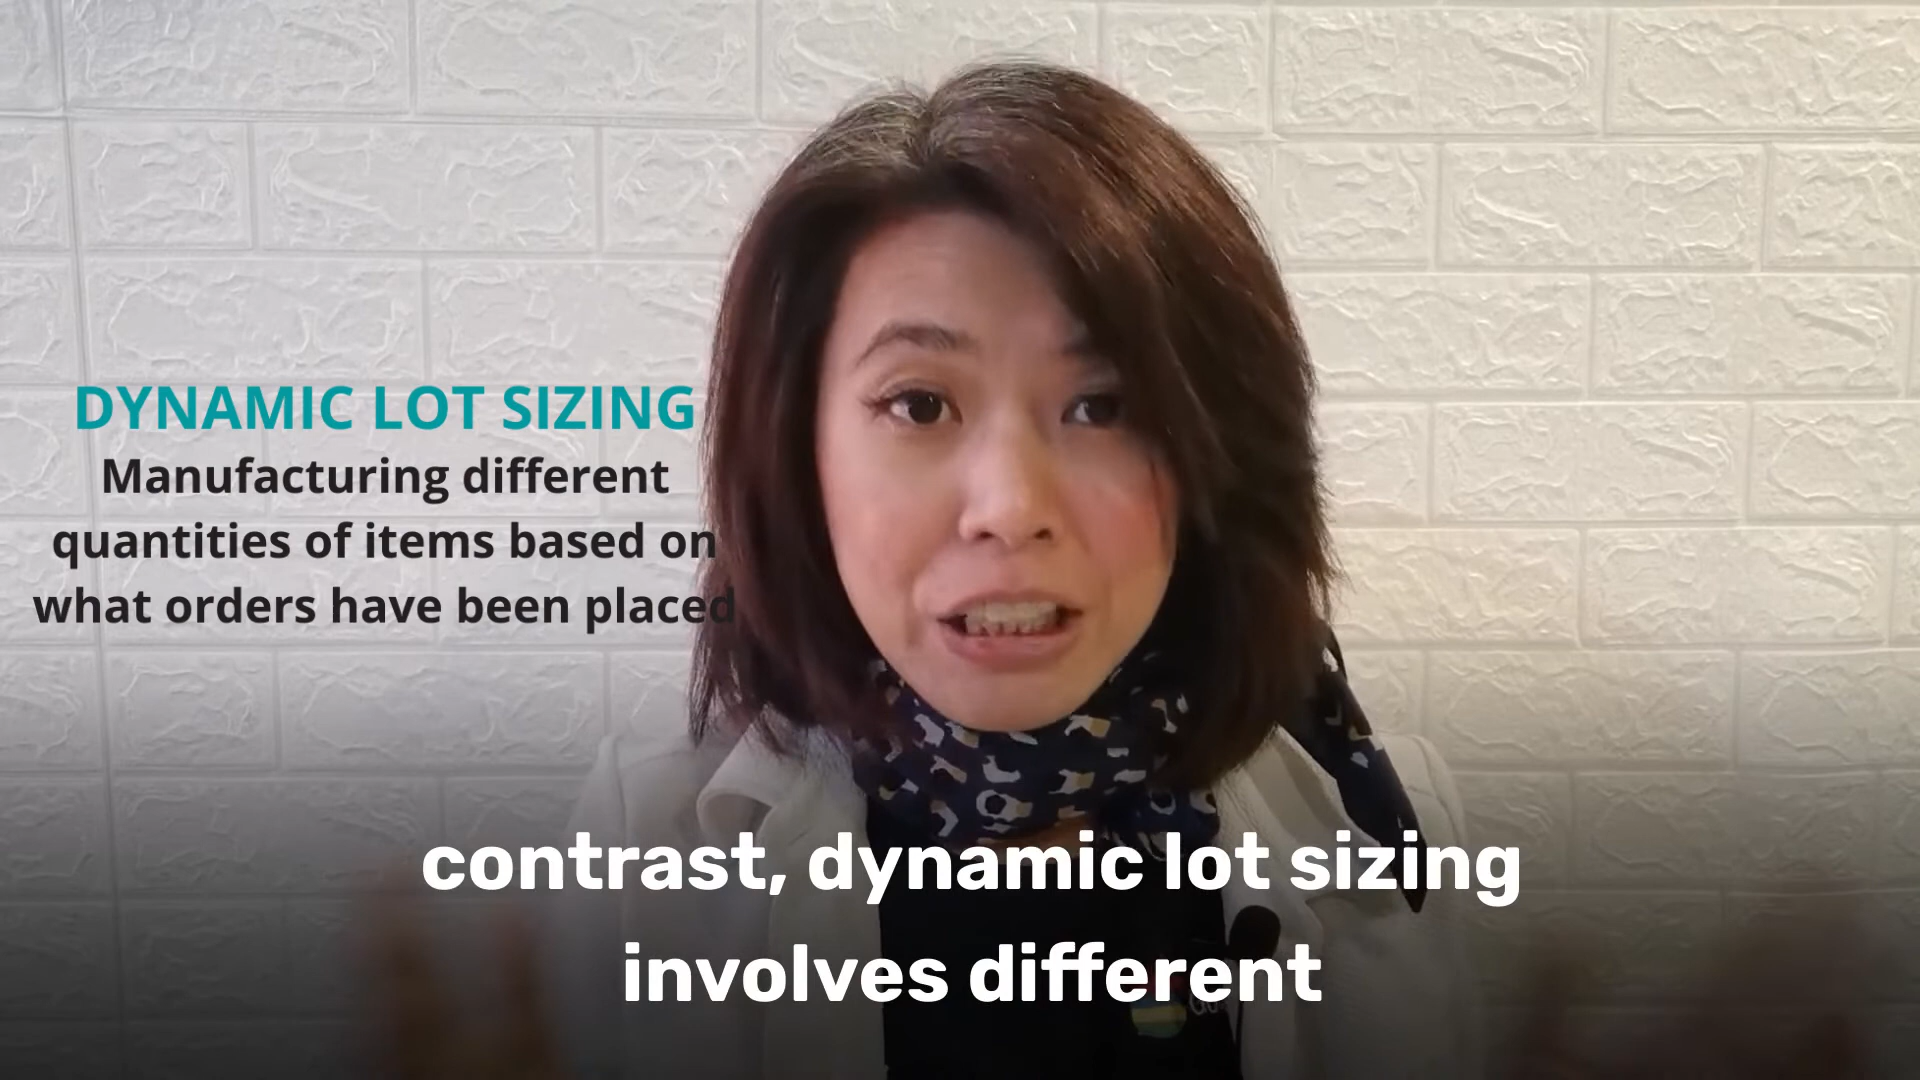 DYNAMIC LOT SIZING
Manufacturing different
quantities of items based on
what orders have been placed
contrast, dynamic lot sizing
involves different